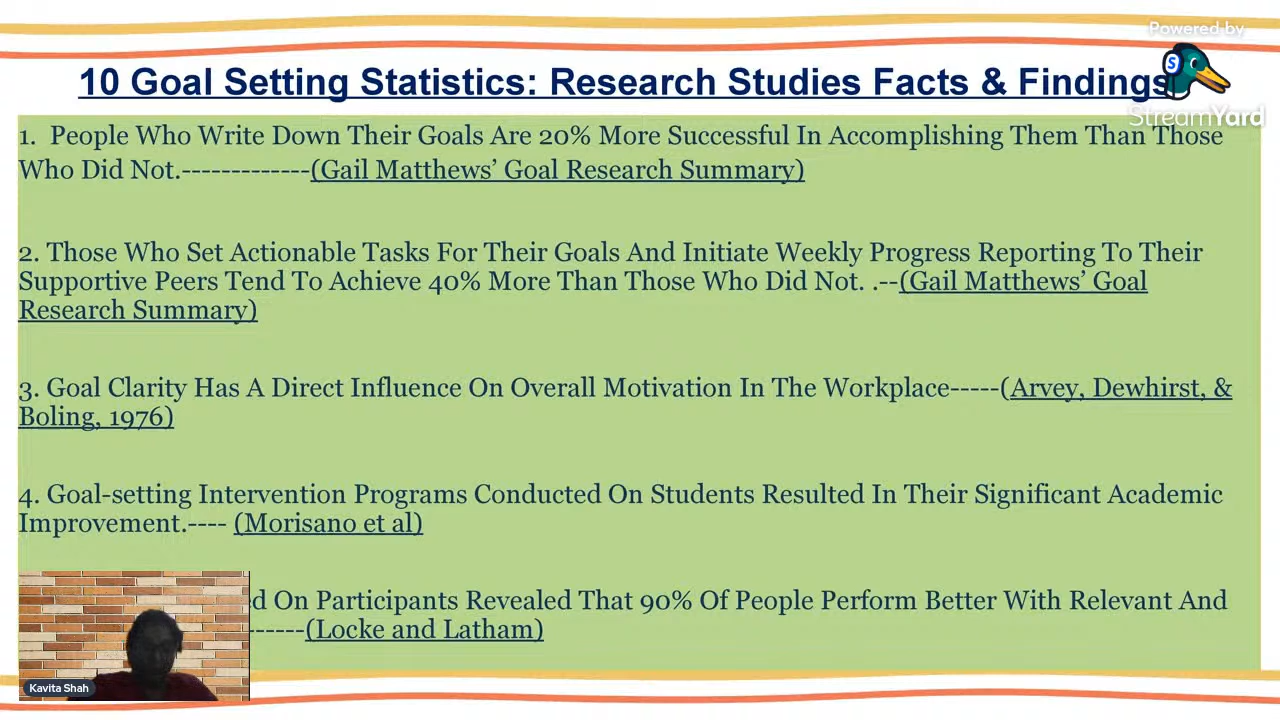 Powered by
StreamYard
10 Goal Setting Statistics: Research Studies Facts & Findings
1. People Who Write Down Their Goals Are 20% More Successful In Accomplishing Them Than Those
Who Did Not.-------------(Gail Matthews’ Goal Research Summary)
2. Those Who Set Actionable Tasks For Their Goals And Initiate Weekly Progress Reporting To Their
Supportive Peers Tend To Achieve 40% More Than Those Who Did Not. .--(Gail Matthews’ Goal
Research Summary)
3. Goal Clarity Has A Direct Influence On Overall Motivation In The Workplace-----(Arvey, Dewhirst, &
Boling, 1976)
4. Goal-setting Intervention Programs Conducted On Students Resulted In Their Significant Academic
Improvement.---- (Morisano et al)
d On Participants Revealed That 90% Of People Perform Better With Relevant And
------(Locke and Latham)
Kavita Shah